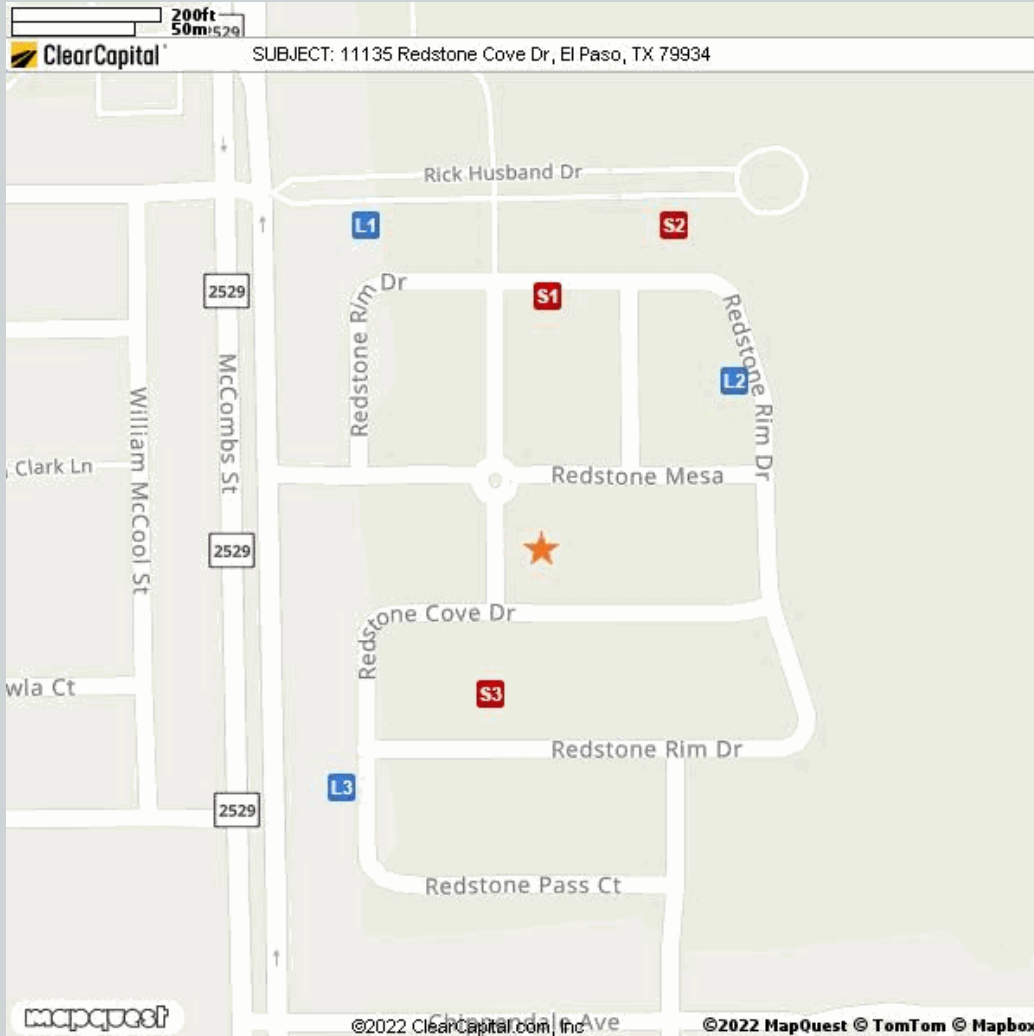 200ft
50m
2529
ClearCapital
SUBJECT: 11135 Redstone Cove Dr, El Paso, TX 79934
Rick Husband Dr
L1
S2
Redstone Rim Dr
2529
S1
Redstone Rim Dr
McCombs St
L2
William McCool St
Clark Ln
Redstone Mesa
2529
Redstone Cove Dr
wla Ct
S3
Redstone Rim Dr
L3
2529
Redstone Pass Ct
mapquest
Chippendale Ave
©2022 ClearCapital.com, Inc
©2022 MapQuest © TomTom © Mapbox